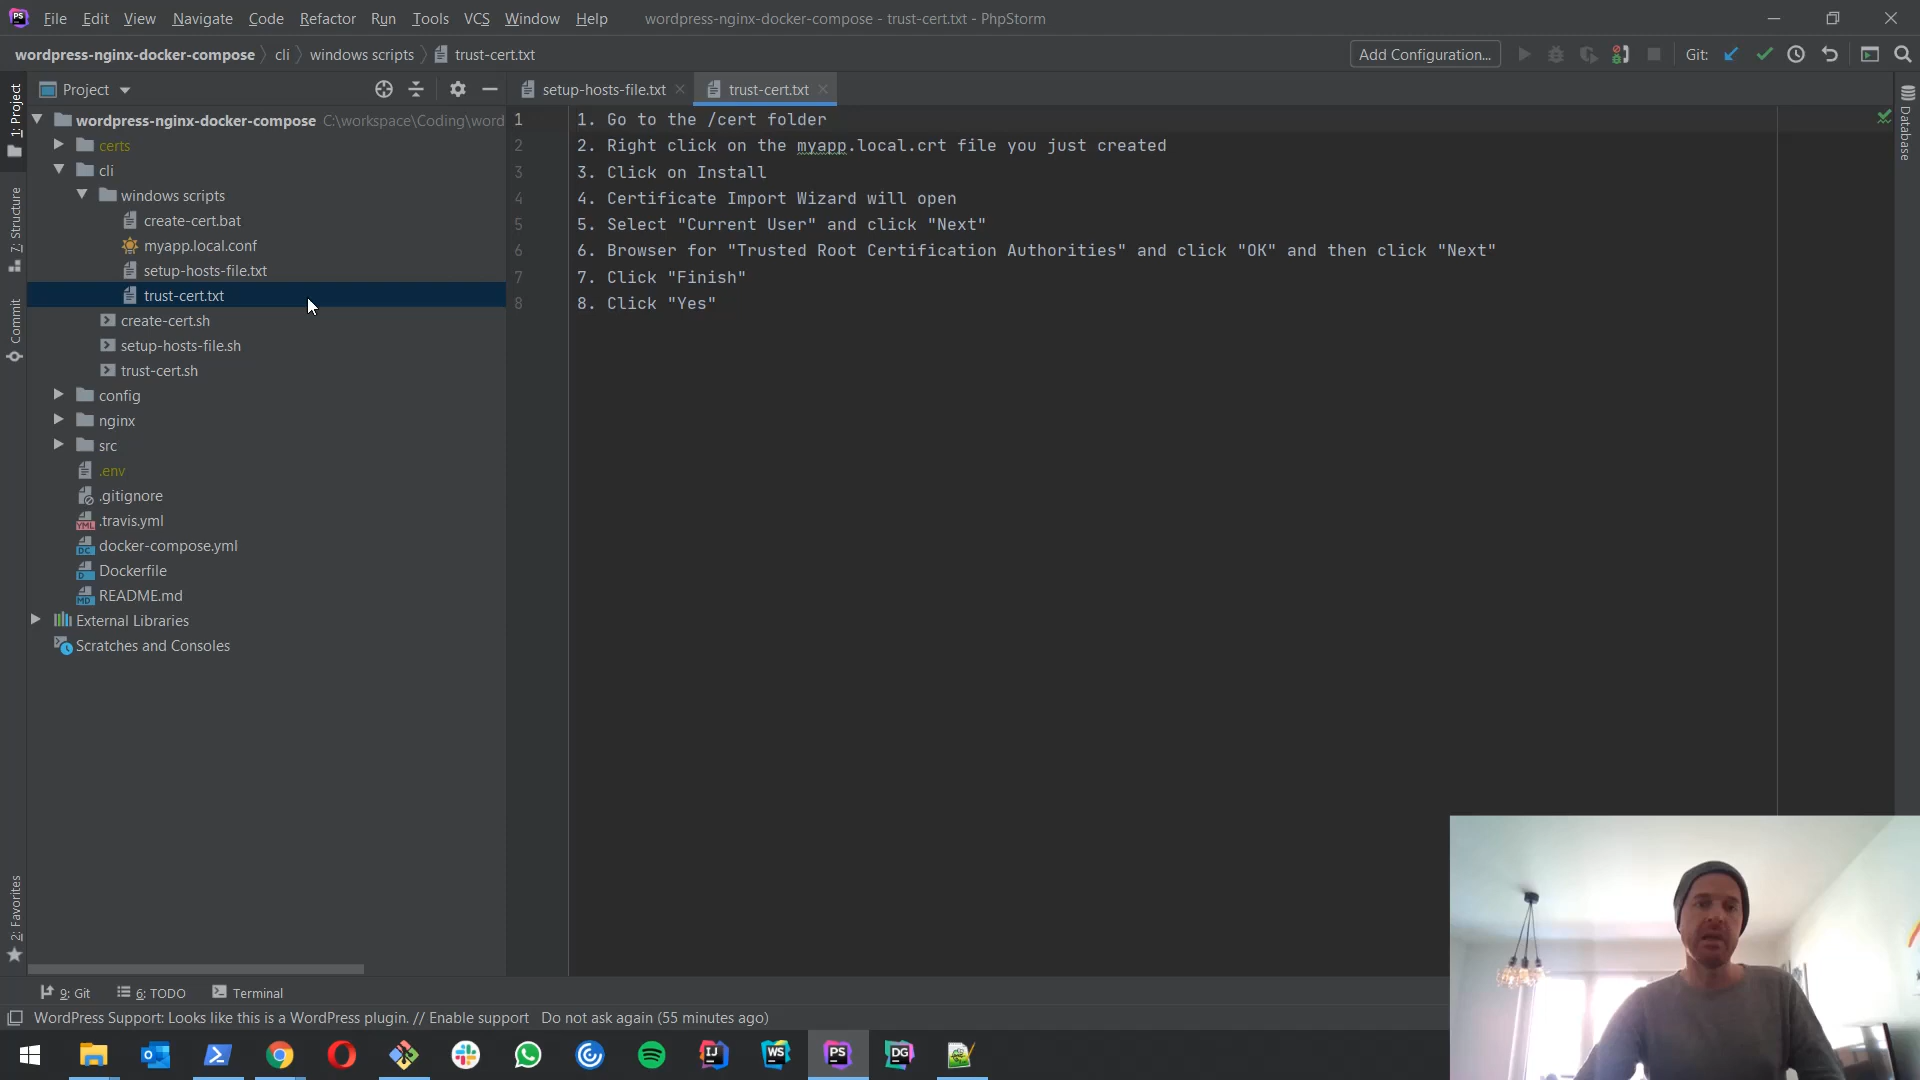 File Edit View Navigate Code Refactor Run Tools VCS Window Help wordpress-nginx-docker-compose - trust-cert.txt - PhpStorm
wordpress-nginx-docker-compose cli windows scripts trust-cert.txt Add Configuration... Git:
Project setup-hosts-file.txt trust-cert.txt
1: Project
7: Structure
Commit
2: Favorites
Database
wordpress-nginx-docker-compose C:\workspace\Coding\word
certs
cli
windows scripts
create-cert.bat
myapp.local.conf
setup-hosts-file.txt
trust-cert.txt
create-cert.sh
setup-hosts-file.sh
trust-cert.sh
config
nginx
src
.env
.gitignore
.travis.yml
docker-compose.yml
Dockerfile
README.md
External Libraries
Scratches and Consoles
1 1. Go to the /cert folder
2 2. Right click on the myapp.local.crt file you just created
3 3. Click on Install
4 4. Certificate Import Wizard will open
5 5. Select "Current User" and click "Next"
6 6. Browser for "Trusted Root Certification Authorities" and click "OK" and then click "Next"
7 7. Click "Finish"
8 8. Click "Yes"
9: Git 6: TODO Terminal
WordPress Support: Looks like this is a WordPress plugin. // Enable support Do not ask again (55 minutes ago)